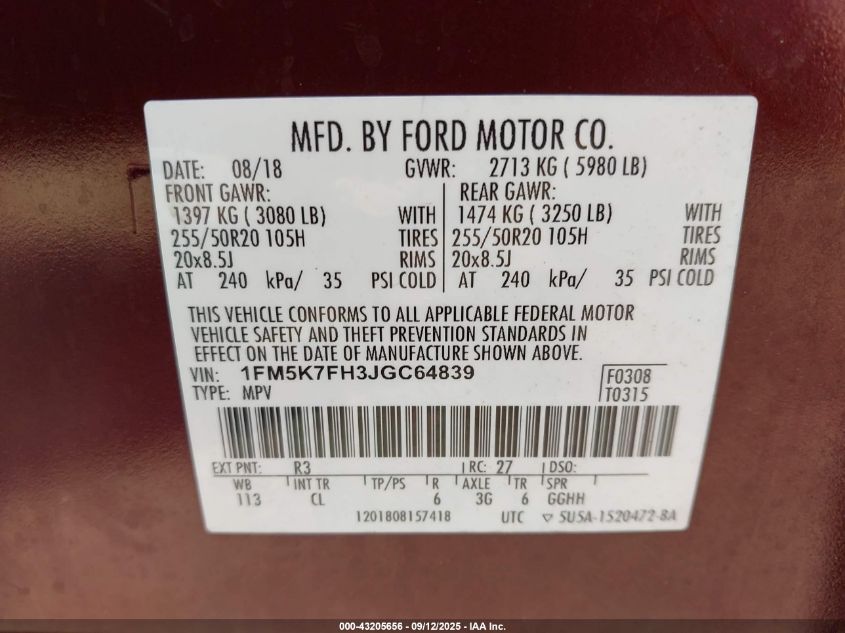 MFD. BY FORD MOTOR CO.
DATE: 08/18 GVWR: 2713 KG ( 5980 LB)
FRONT GAWR: REAR GAWR:
1397 KG ( 3080 LB) WITH 1474 KG ( 3250 LB) WITH
255/50R20 105H TIRES 255/50R20 105H TIRES
20x8.5J RIMS 20x8.5J RIMS
AT 240 kPa/ 35 PSI COLD AT 240 kPa/ 35 PSI COLD
THIS VEHICLE CONFORMS TO ALL APPLICABLE FEDERAL MOTOR
VEHICLE SAFETY AND THEFT PREVENTION STANDARDS IN
EFFECT ON THE DATE OF MANUFACTURE SHOWN ABOVE.
VIN: 1FM5K7FH3JGC64839 F0308
TYPE: MPV T0315
EXT PNT: R3 RC: 27 DSO:
WB INT TR TP/PS R AXLE TR SPR
113 CL 6 3G 6 GGHH
1201808157418 UTC ▽ 5U5A-1520472-BA
000-43205656 - 09/12/2025 - IAA Inc.